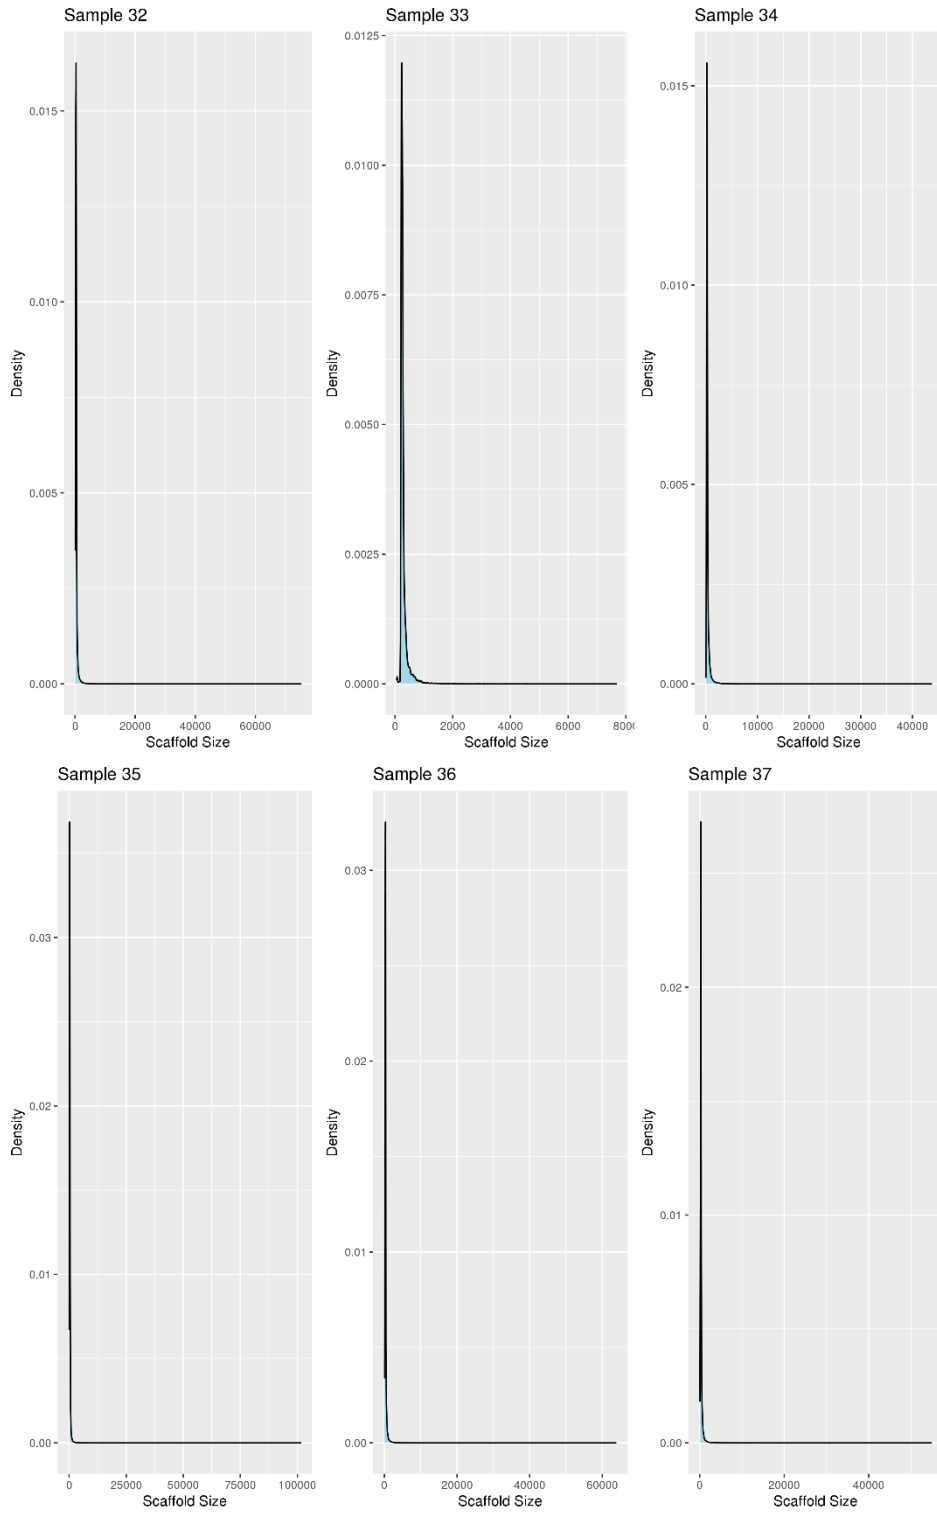 Sample 32
0.015
0.010
0.005
0.000
Density
0 20000 40000 60000
Scaffold Size
Sample 33
0.0125
0.0100
0.0075
0.0050
0.0025
0.0000
Density
0 2000 4000 6000 8000
Scaffold Size
Sample 34
0.015
0.010
0.005
0.000
Density
0 10000 20000 30000 40000
Scaffold Size
Sample 35
0.03
0.02
0.01
0.00
Density
0 25000 50000 75000 100000
Scaffold Size
Sample 36
0.03
0.02
0.01
0.00
Density
0 20000 40000 60000
Scaffold Size
Sample 37
0.02
0.01
0.00
Density
0 20000 40000
Scaffold Size